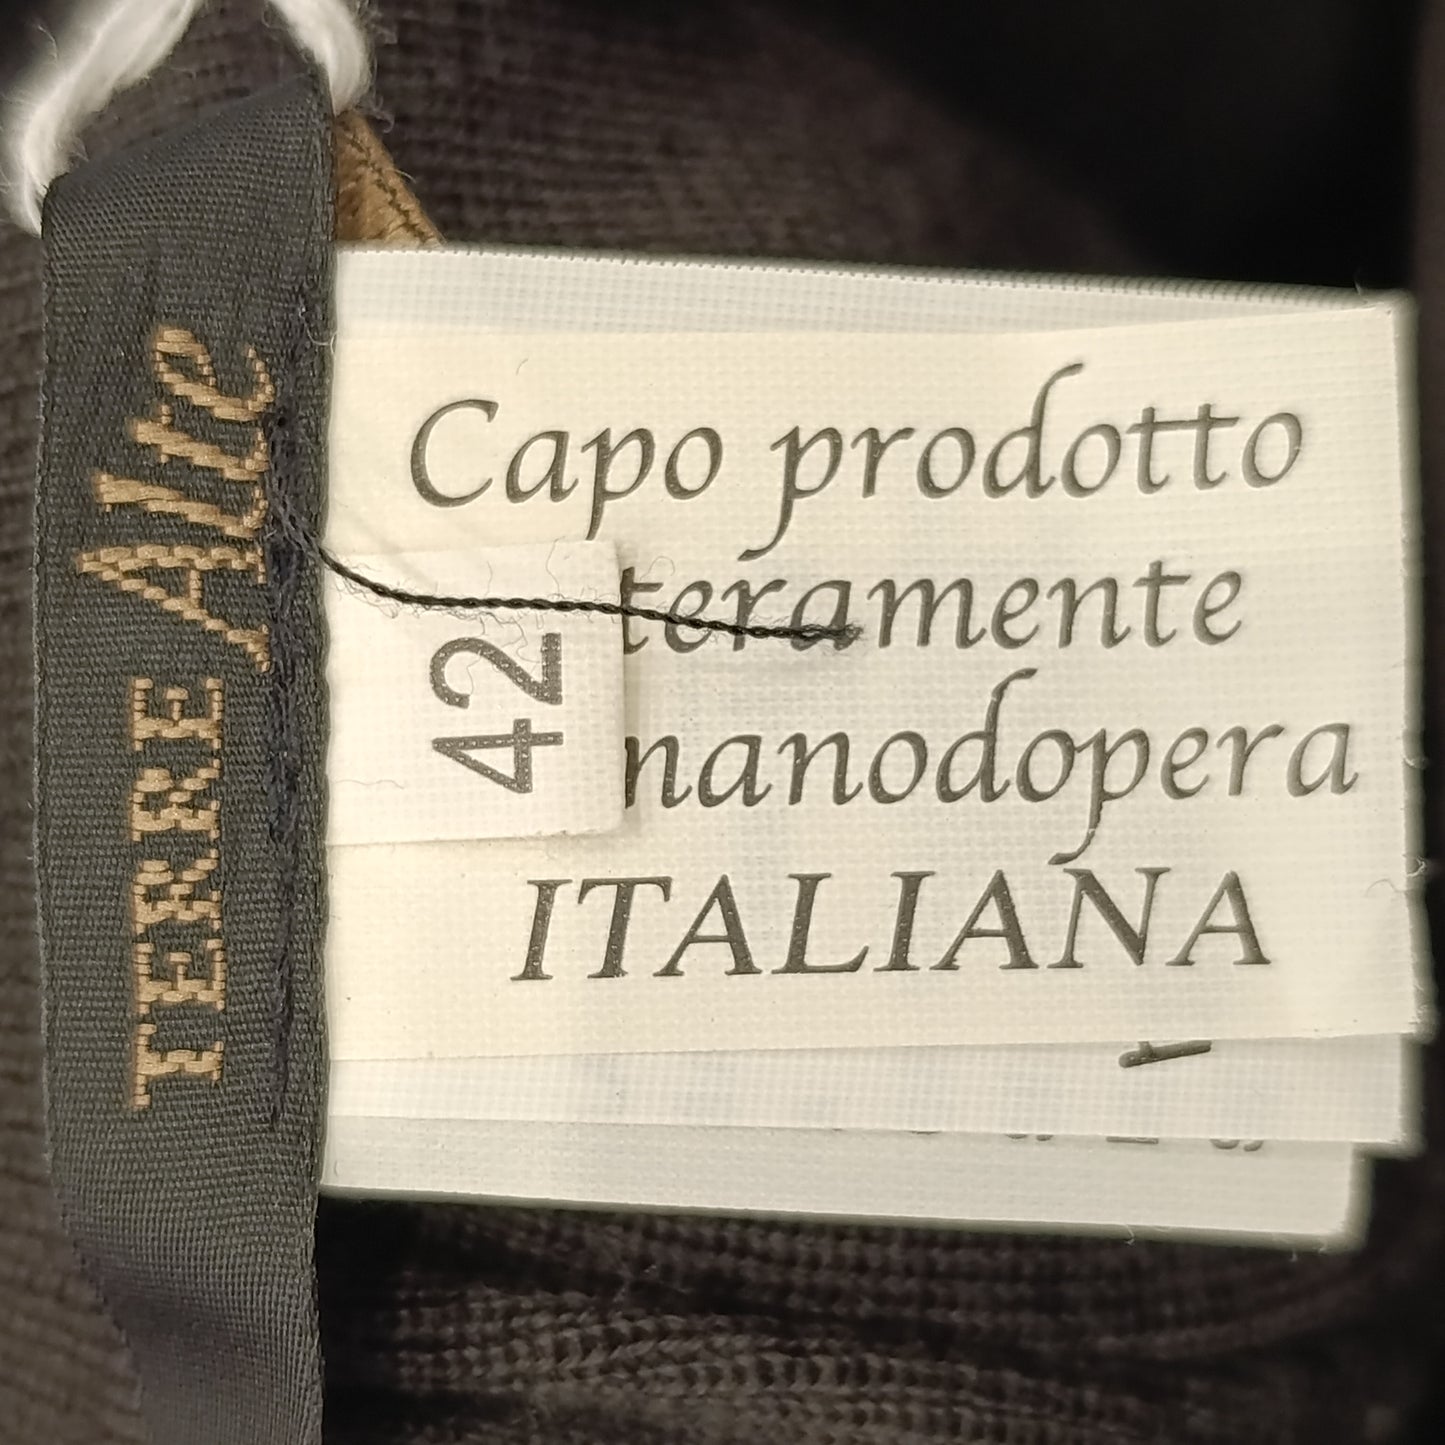 TERRE Alte
Capo prodotto
teramente
42
nanodopera
ITALIANA